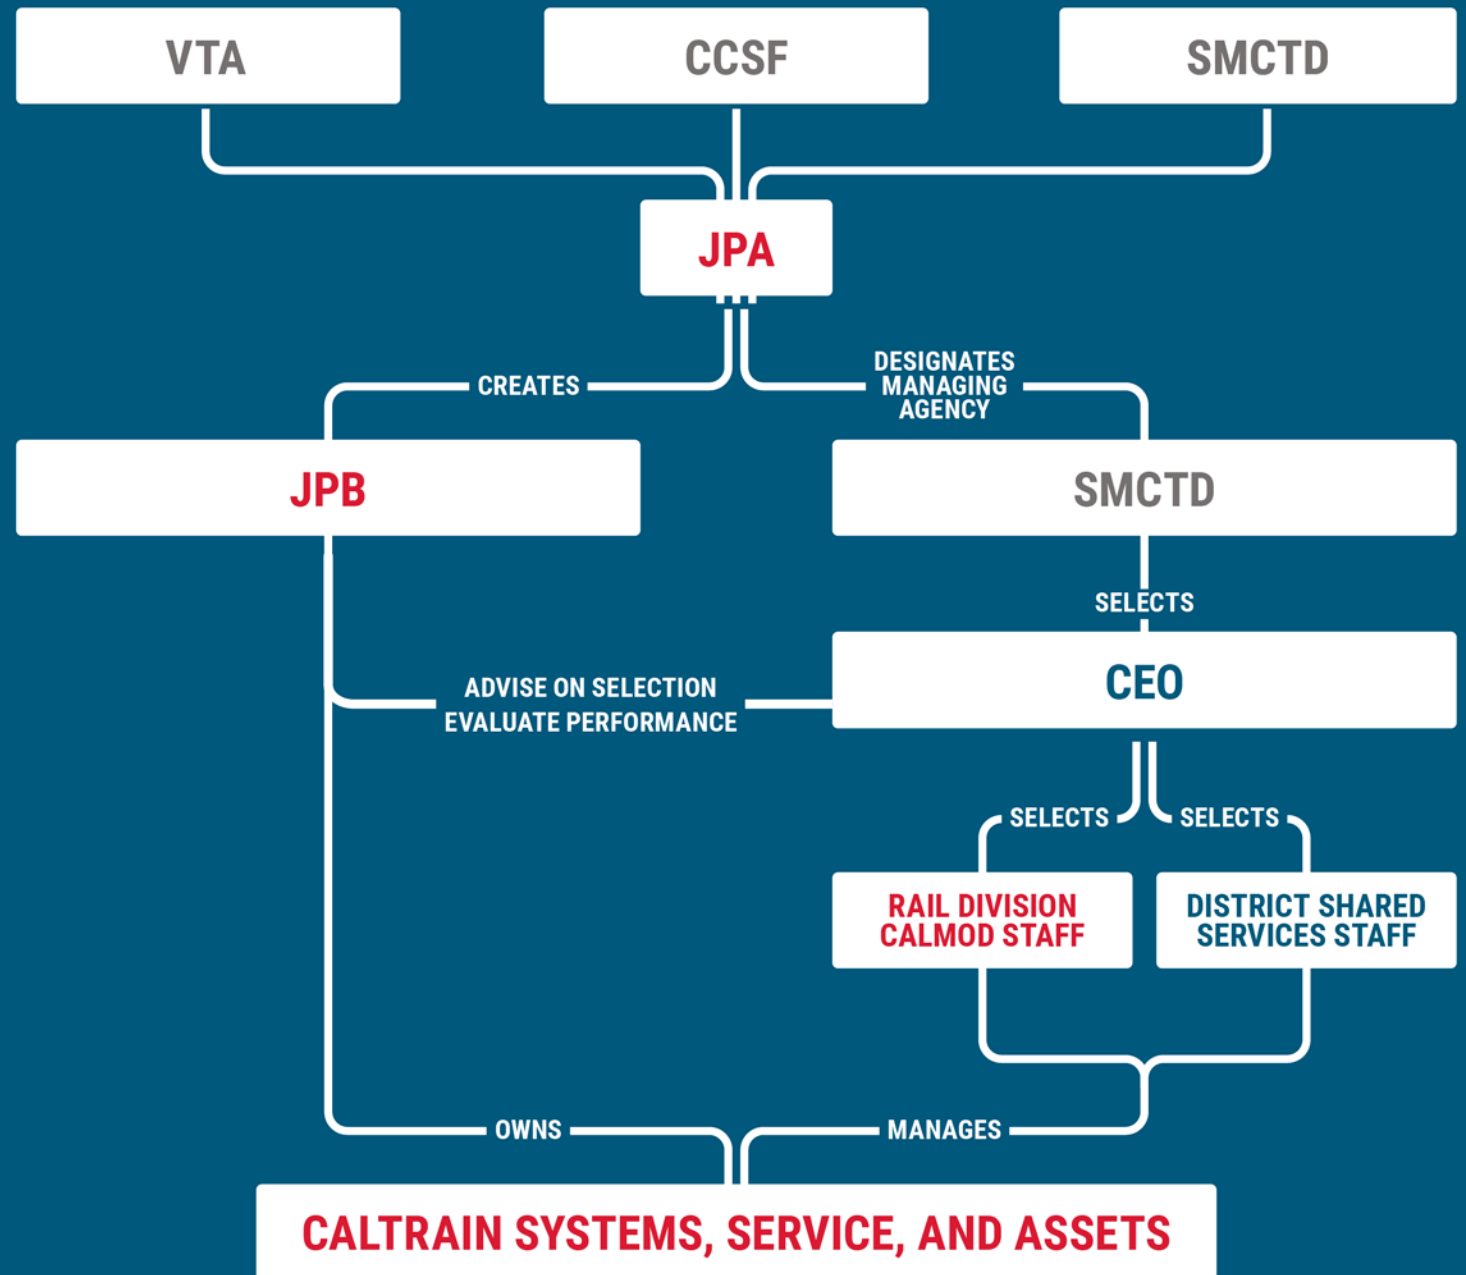 VTA
CCSF
SMCTD
JPA
CREATES
DESIGNATES
MANAGING
AGENCY
JPB
SMCTD
SELECTS
ADVISE ON SELECTION
EVALUATE PERFORMANCE
CEO
SELECTS
SELECTS
RAIL DIVISION
CALMOD STAFF
DISTRICT SHARED
SERVICES STAFF
OWNS
MANAGES
CALTRAIN SYSTEMS, SERVICE, AND ASSETS